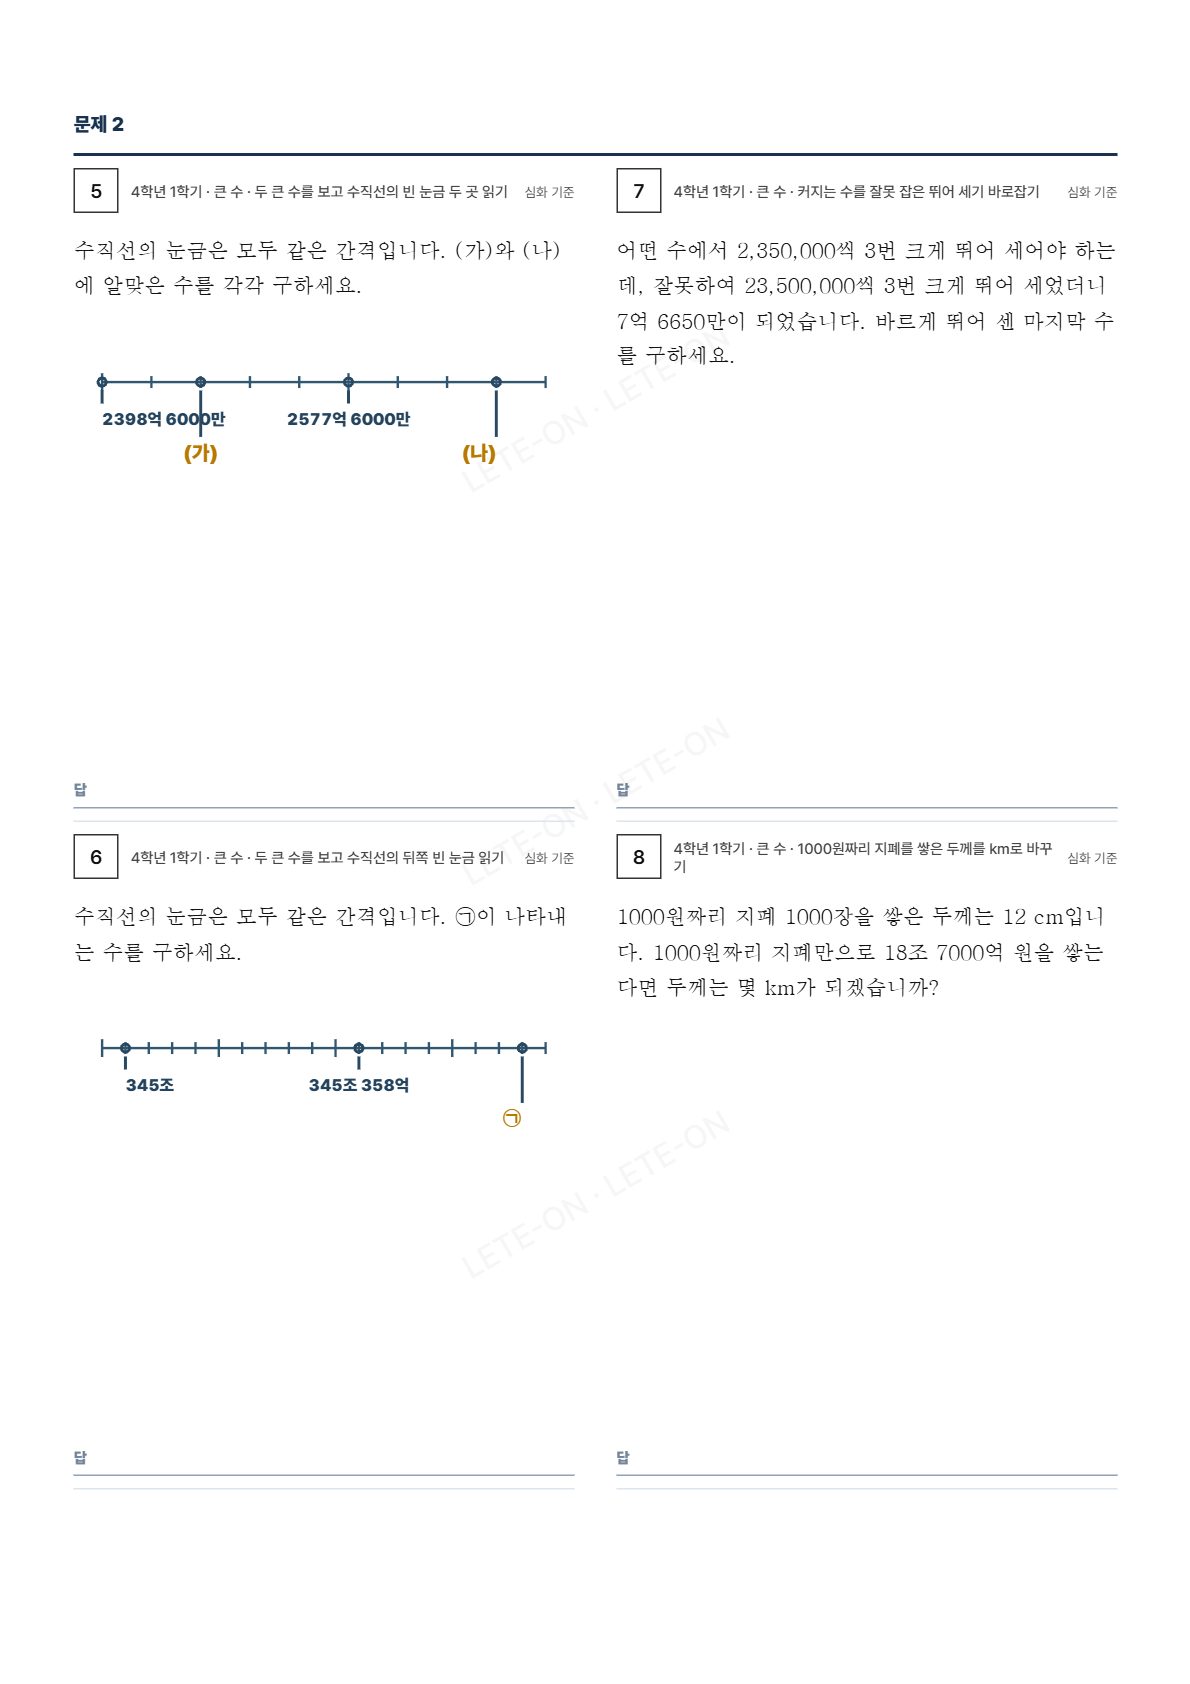 문제 2
5
4학년 1학기 · 큰 수 · 두 큰 수를 보고 수직선의 빈 눈금 두 곳 읽기
심화 기준
수직선의 눈금은 모두 같은 간격입니다. (가)와 (나)
에 알맞은 수를 각각 구하세요.
2398억 6000만
2577억 6000만
(가)
(나)
답
6
4학년 1학기 · 큰 수 · 두 큰 수를 보고 수직선의 뒤쪽 빈 눈금 읽기
심화 기준
수직선의 눈금은 모두 같은 간격입니다. ㉠이 나타내
는 수를 구하세요.
345조
345조 358억
㉠
답
7
4학년 1학기 · 큰 수 · 커지는 수를 잘못 잡은 뛰어 세기 바로잡기
심화 기준
어떤 수에서 2,350,000씩 3번 크게 뛰어 세어야 하는
데, 잘못하여 23,500,000씩 3번 크게 뛰어 세었더니
7억 6650만이 되었습니다. 바르게 뛰어 센 마지막 수
를 구하세요.
답
8
4학년 1학기 · 큰 수 · 1000원짜리 지폐를 쌓은 두께를 km로 바꾸
기
심화 기준
1000원짜리 지폐 1000장을 쌓은 두께는 12 cm입니
다. 1000원짜리 지폐만으로 18조 7000억 원을 쌓는
다면 두께는 몇 km가 되겠습니까?
답
LETE-ON · LETE-ON
LETE-ON · LETE-ON
LETE-ON · LETE-ON